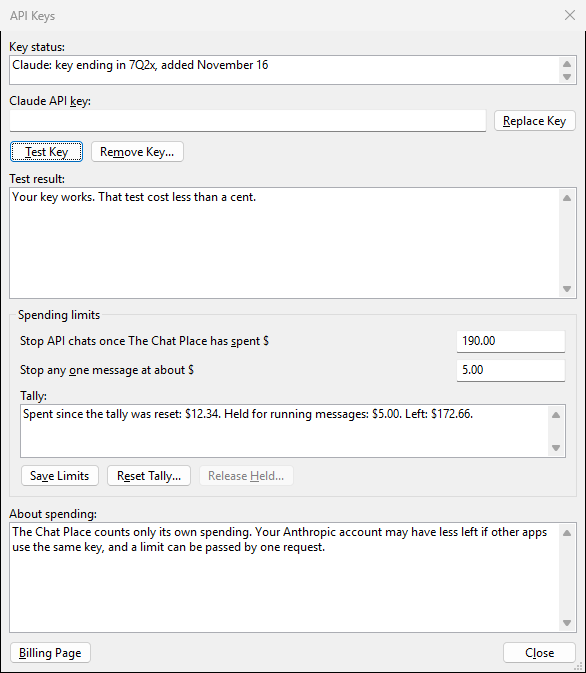 API Keys
Key status:
Claude: key ending in 7Q2x, added November 16
Claude API key:
Replace Key
Test Key
Remove Key...
Test result:
Your key works. That test cost less than a cent.
Spending limits
Stop API chats once The Chat Place has spent $
190.00
Stop any one message at about $
5.00
Tally:
Spent since the tally was reset: $12.34. Held for running messages: $5.00. Left: $172.66.
Save Limits
Reset Tally...
Release Held...
About spending:
The Chat Place counts only its own spending. Your Anthropic account may have less left if other apps
use the same key, and a limit can be passed by one request.
Billing Page
Close